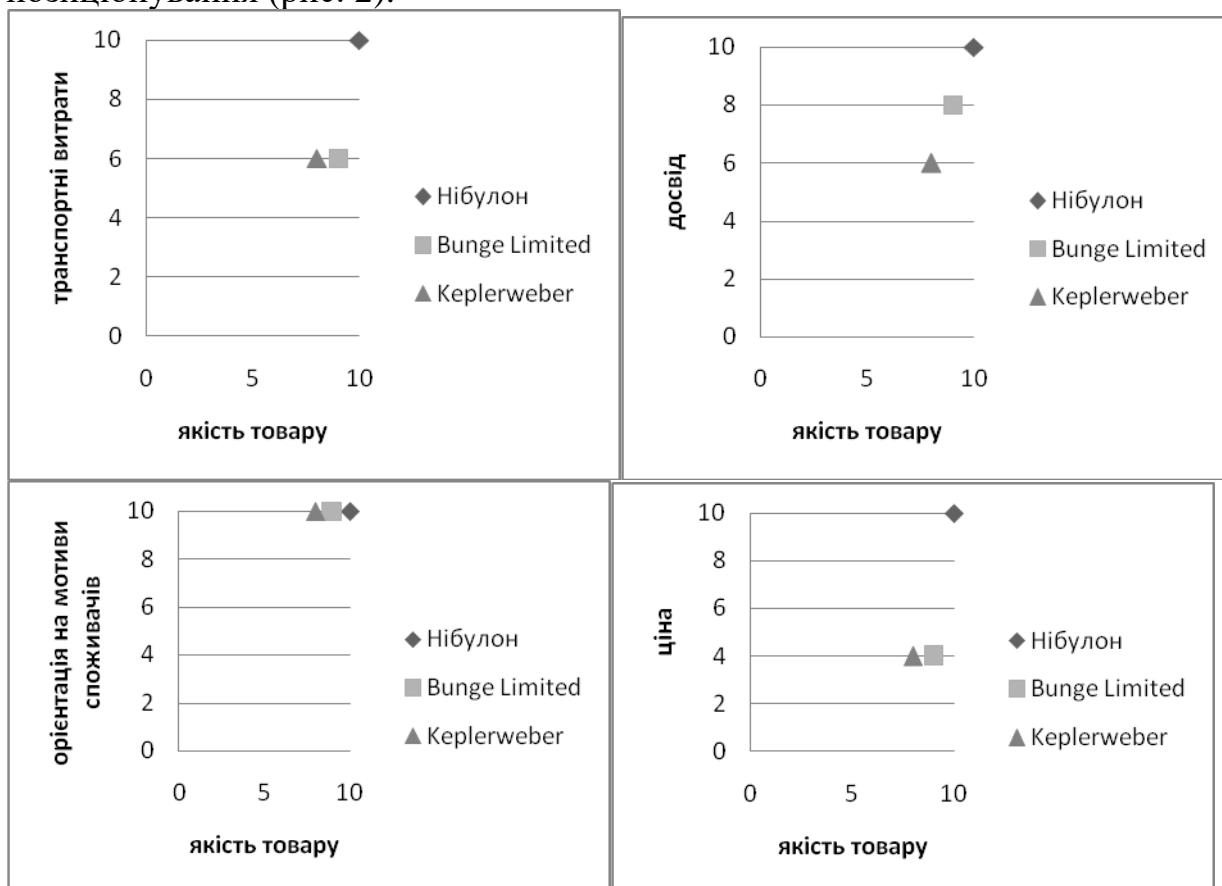 позиціонування (рис. 2).
10
8
6
4
2
0
0 5 10
транспортні витрати
якість товару
Нібулон
Bunge Limited
Keplerweber
10
8
6
4
2
0
0 5 10
досвід
якість товару
Нібулон
Bunge Limited
Keplerweber
10
8
6
4
2
0
0 5 10
орієнтація на мотиви
споживачів
якість товару
Нібулон
Bunge Limited
Keplerweber
10
8
6
4
2
0
0 5 10
ціна
якість товару
Нібулон
Bunge Limited
Keplerweber